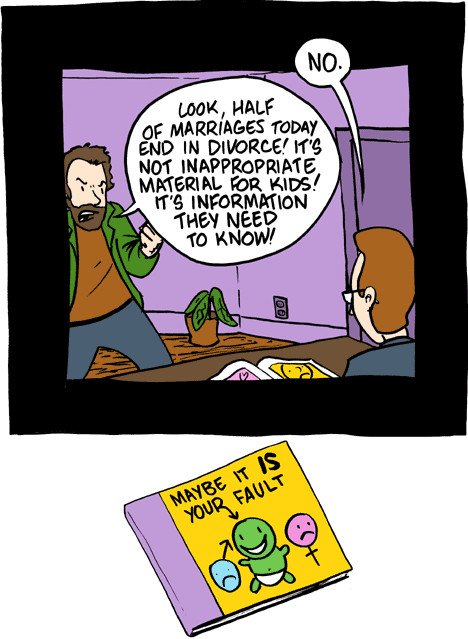 LOOK, HALF
OF MARRIAGES TODAY
END IN DIVORCE! IT'S
NOT INAPPROPRIATE
MATERIAL FOR KIDS!
IT'S INFORMATION
THEY NEED
TO KNOW!
NO.
MAYBE IT IS
YOUR FAULT